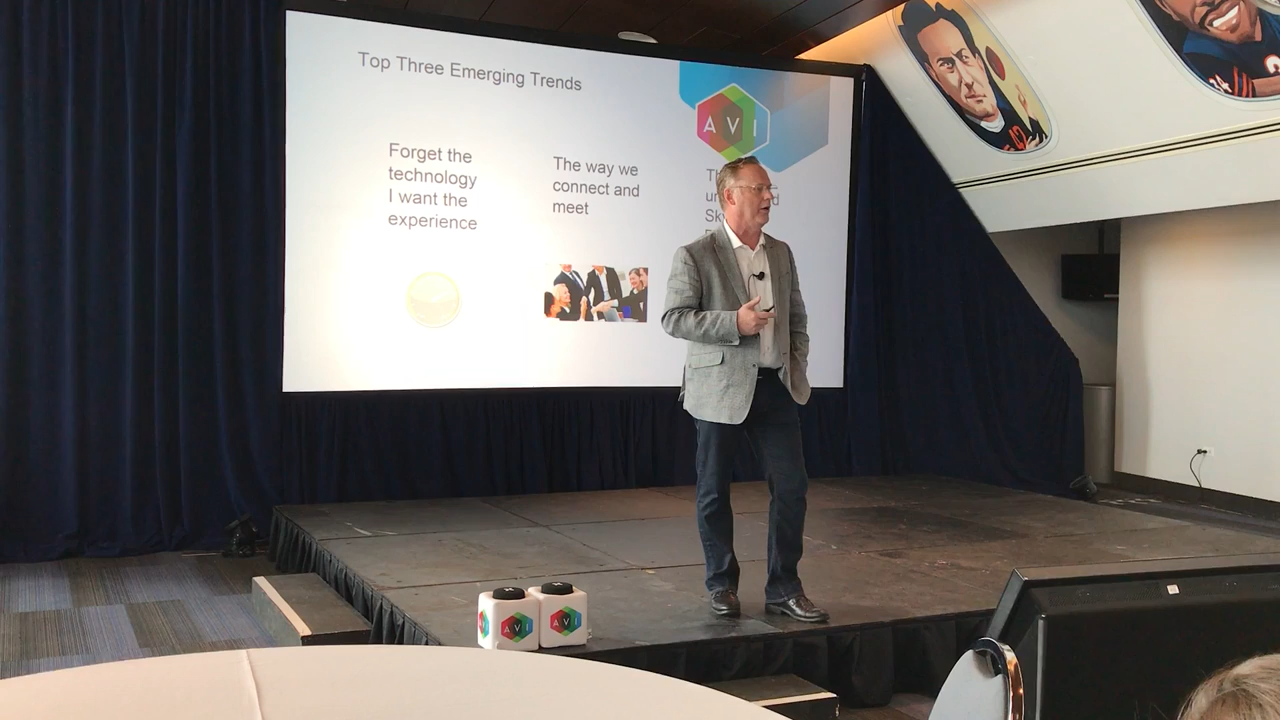 Top Three Emerging Trends
AVI
Forget the
technology
I want the
experience
The way we
connect and
meet
AVI
AVI